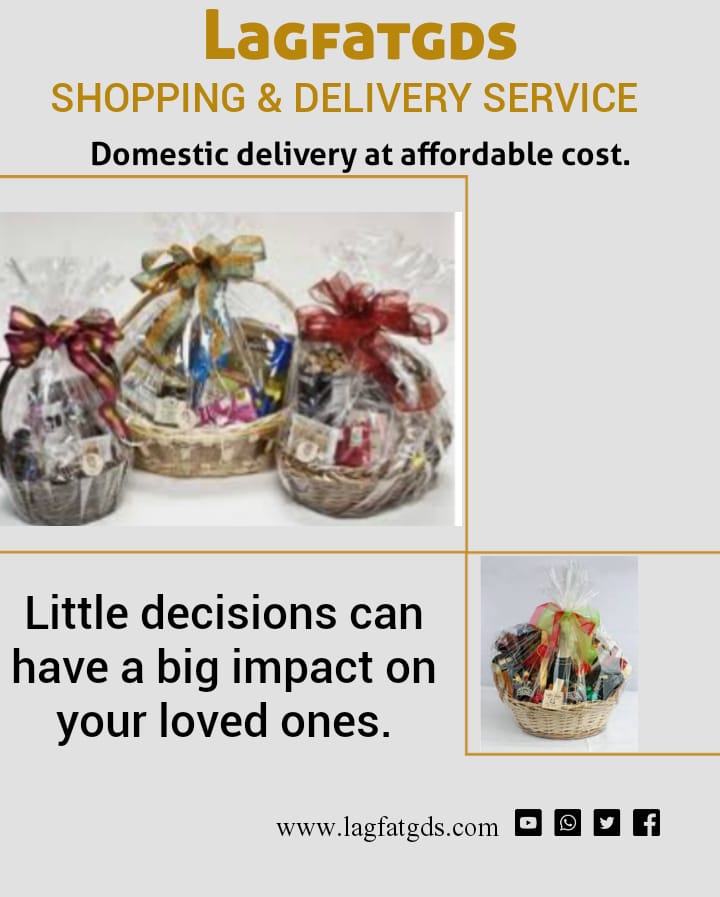 LAGFATGDS
SHOPPING & DELIVERY SERVICE
Domestic delivery at affordable cost.
Little decisions can
have a big impact on
your loved ones.
www.lagfatgds.com